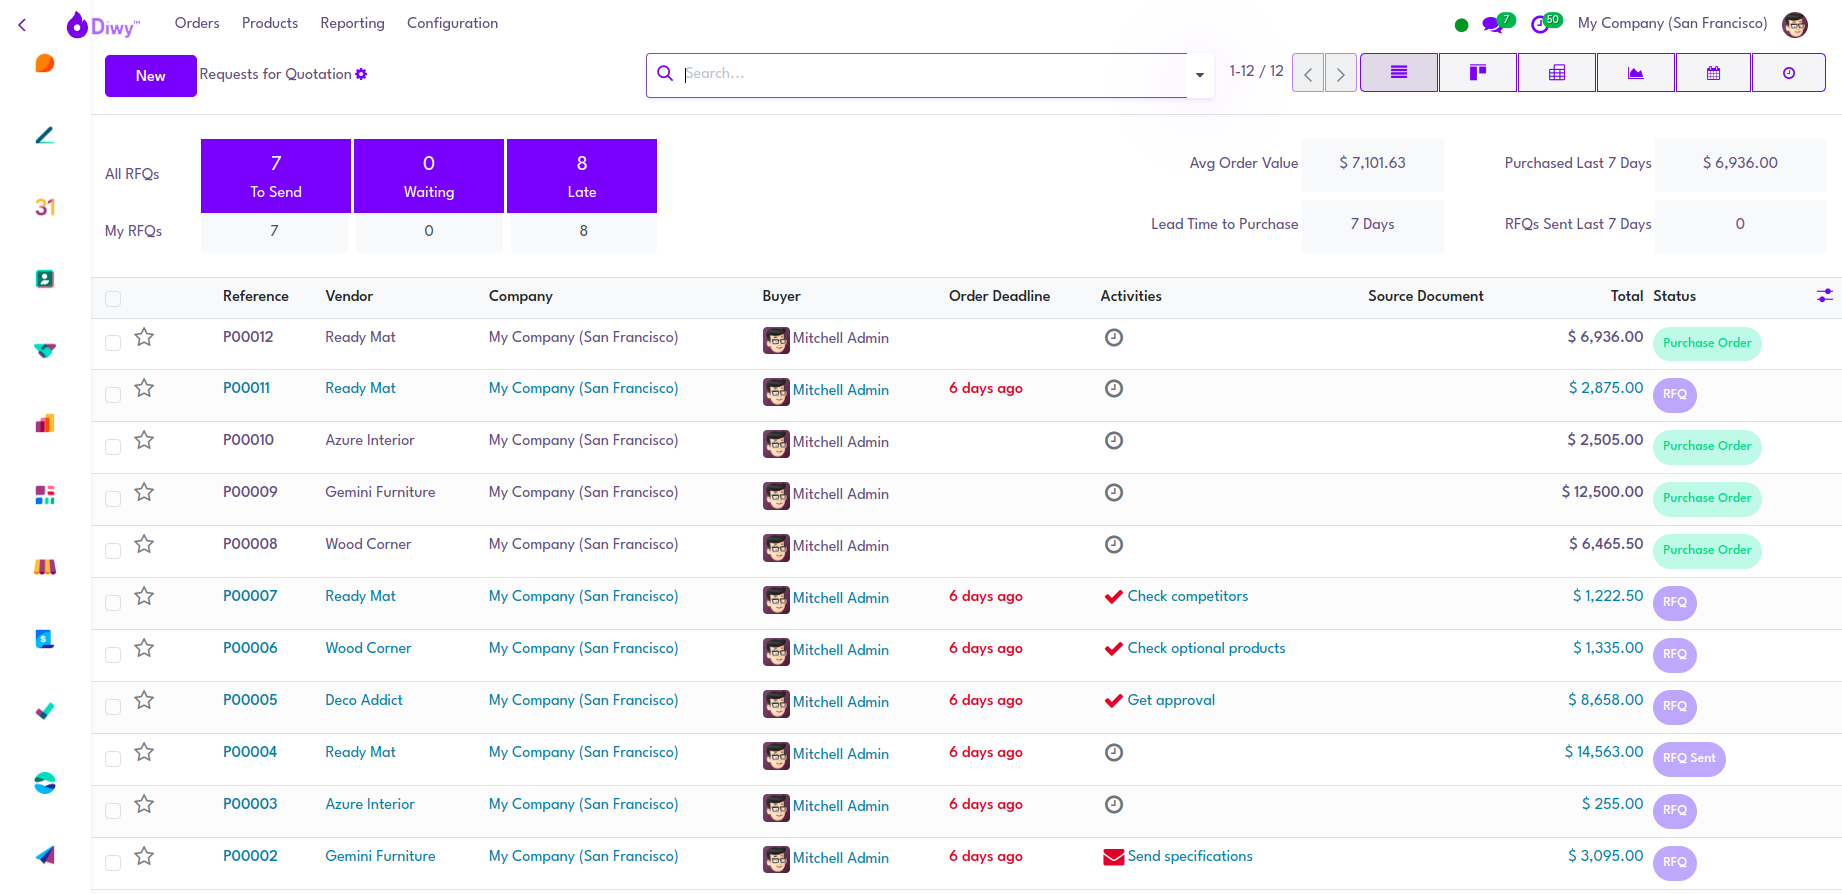 Diwy™ Orders Products Reporting Configuration 7 50 My Company (San Francisco)
New Requests for Quotation Search... 1-12 / 12
31
All RFQs 7 To Send 0 Waiting 8 Late
My RFQs 7 0 8
Avg Order Value $ 7,101.63 Purchased Last 7 Days $ 6,936.00
Lead Time to Purchase 7 Days RFQs Sent Last 7 Days 0
Reference Vendor Company Buyer Order Deadline Activities Source Document Total Status
P00012 Ready Mat My Company (San Francisco) Mitchell Admin $ 6,936.00 Purchase Order
P00011 Ready Mat My Company (San Francisco) Mitchell Admin 6 days ago $ 2,875.00 RFQ
P00010 Azure Interior My Company (San Francisco) Mitchell Admin $ 2,505.00 Purchase Order
P00009 Gemini Furniture My Company (San Francisco) Mitchell Admin $ 12,500.00 Purchase Order
P00008 Wood Corner My Company (San Francisco) Mitchell Admin $ 6,465.50 Purchase Order
P00007 Ready Mat My Company (San Francisco) Mitchell Admin 6 days ago Check competitors $ 1,222.50 RFQ
P00006 Wood Corner My Company (San Francisco) Mitchell Admin 6 days ago Check optional products $ 1,335.00 RFQ
P00005 Deco Addict My Company (San Francisco) Mitchell Admin 6 days ago Get approval $ 8,658.00 RFQ
P00004 Ready Mat My Company (San Francisco) Mitchell Admin 6 days ago $ 14,563.00 RFQ Sent
P00003 Azure Interior My Company (San Francisco) Mitchell Admin 6 days ago $ 255.00 RFQ
P00002 Gemini Furniture My Company (San Francisco) Mitchell Admin 6 days ago Send specifications $ 3,095.00 RFQ